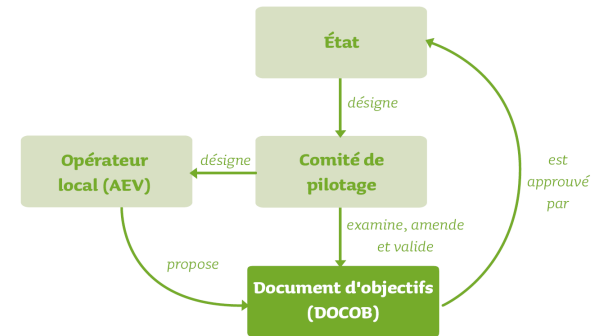 État
désigne
Opérateur
local (AEV)
désigne
Comité de
pilotage
est
approuvé
par
examine, amende
et valide
propose
Document d'objectifs
(DOCOB)